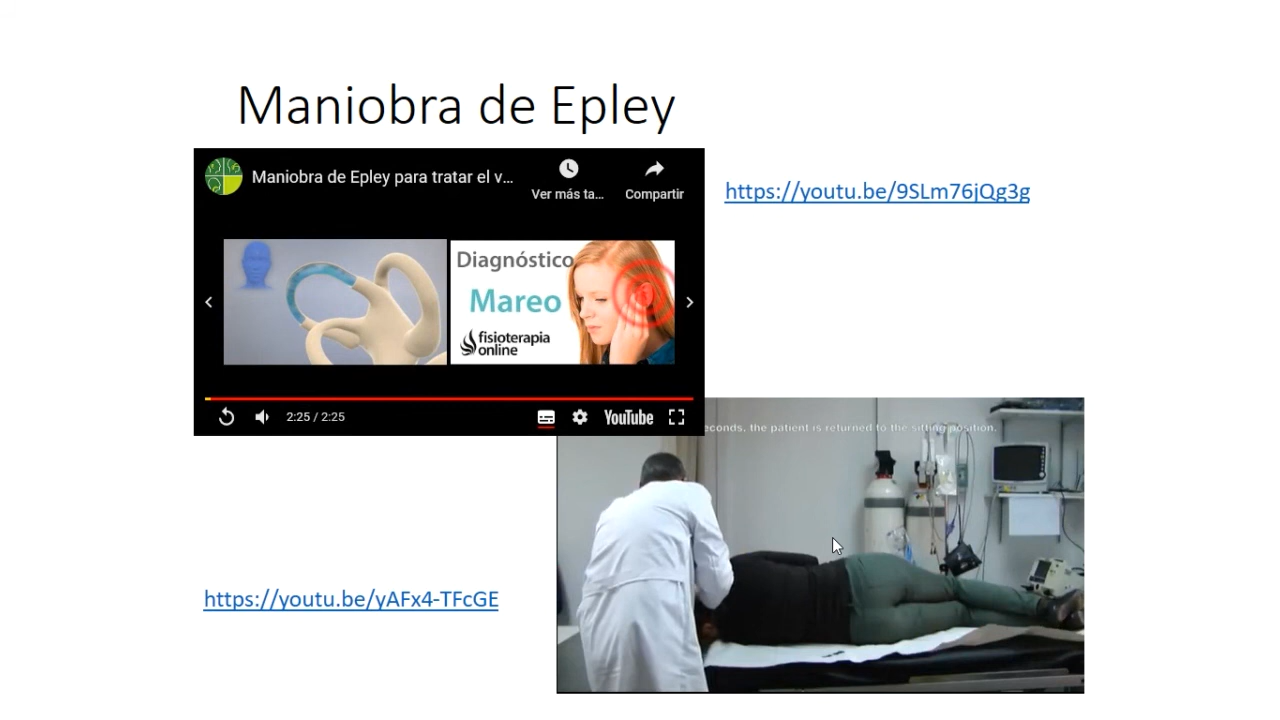 Maniobra de Epley
Maniobra de Epley para tratar el v...
Ver más ta...
Compartir
https://youtu.be/9SLm76jQg3g
Diagnóstico
Mareo
fisioterapia
online
2:25 / 2:25
YouTube
econds, the patient is returned to the sitting position.
https://youtu.be/yAFx4-TFcGE